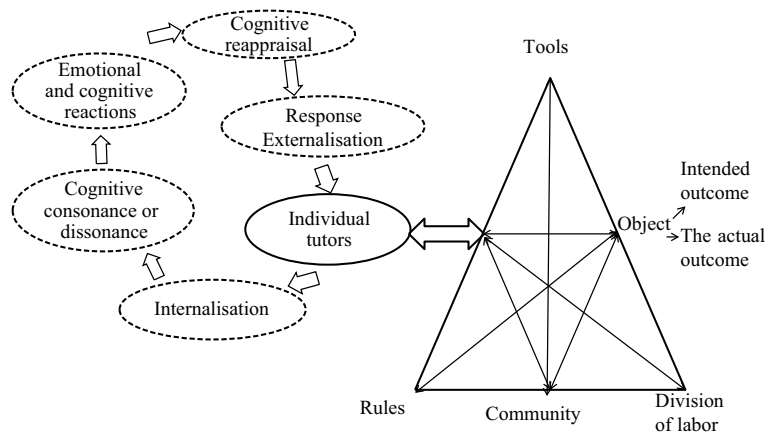 Cognitive
reappraisal
Emotional
and cognitive
reactions
Response
Externalisation
Cognitive
consonance or
dissonance
Individual
tutors
Internalisation
Tools
Object
Intended
outcome
The actual
outcome
Rules
Community
Division
of labor